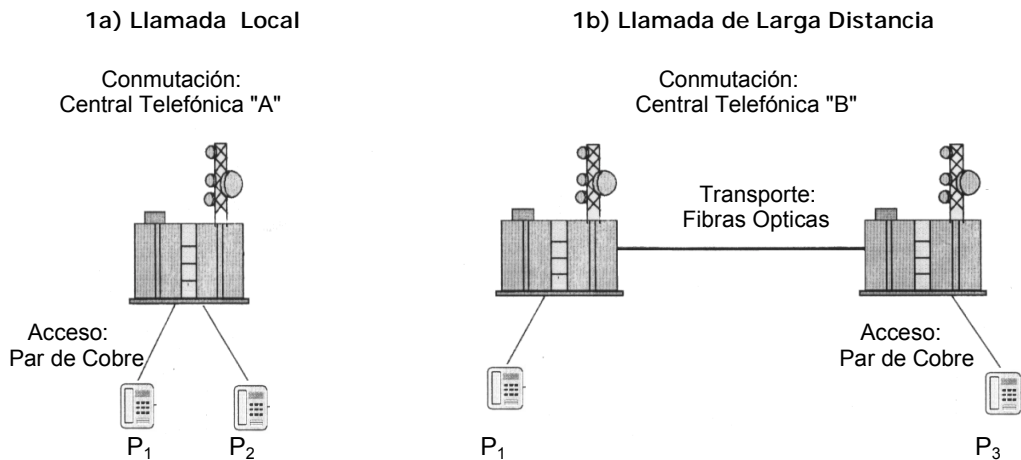 1a) Llamada Local
Conmutación:
Central Telefónica "A"
Acceso:
Par de Cobre
P1
P2
1b) Llamada de Larga Distancia
Conmutación:
Central Telefónica "B"
Transporte:
Fibras Opticas
Acceso:
Par de Cobre
P1
P3